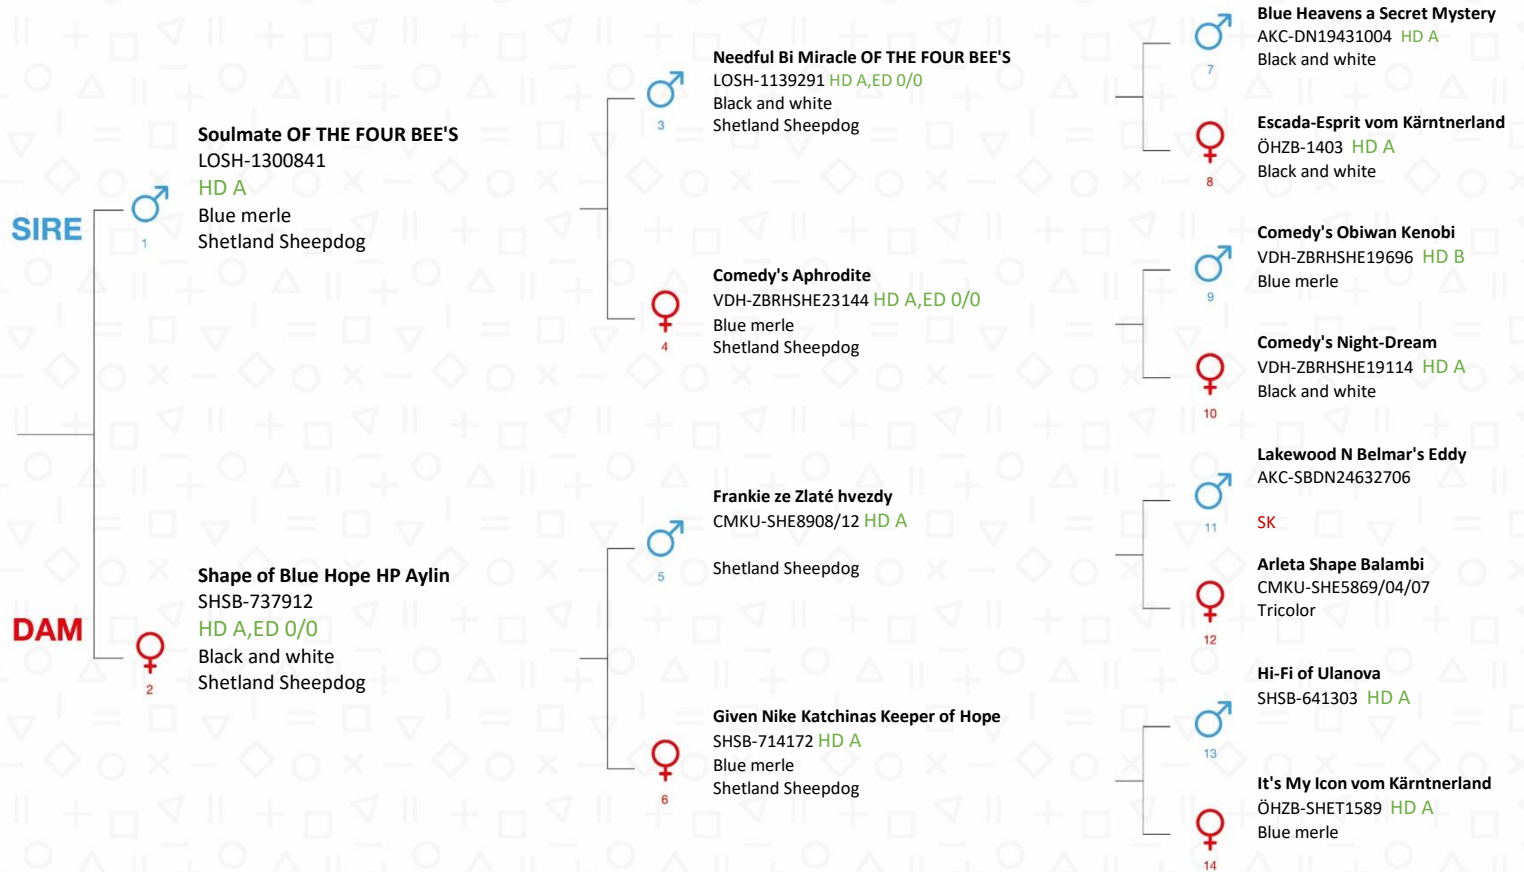 SIRE
1
Soulmate OF THE FOUR BEE'S
LOSH-1300841
HD A
Blue merle
Shetland Sheepdog
DAM
2
Shape of Blue Hope HP Aylin
SHSB-737912
HD A,ED 0/0
Black and white
Shetland Sheepdog
3
Needful Bi Miracle OF THE FOUR BEE'S
LOSH-1139291 HD A,ED 0/0
Black and white
Shetland Sheepdog
4
Comedy's Aphrodite
VDH-ZBRHSHE23144 HD A,ED 0/0
Blue merle
Shetland Sheepdog
5
Frankie ze Zlaté hvezdy
CMKU-SHE8908/12 HD A
Shetland Sheepdog
6
Given Nike Katchinas Keeper of Hope
SHSB-714172 HD A
Blue merle
Shetland Sheepdog
7
Blue Heavens a Secret Mystery
AKC-DN19431004 HD A
Black and white
8
Escada-Esprit vom Kärntnerland
ÖHZB-1403 HD A
Black and white
9
Comedy's Obiwan Kenobi
VDH-ZBRHSHE19696 HD B
Blue merle
10
Comedy's Night-Dream
VDH-ZBRHSHE19114 HD A
Black and white
11
Lakewood N Belmar's Eddy
AKC-SBDN24632706
SK
12
Arleta Shape Balambi
CMKU-SHE5869/04/07
Tricolor
13
Hi-Fi of Ulanova
SHSB-641303 HD A
14
It's My Icon vom Kärntnerland
ÖHZB-SHET1589 HD A
Blue merle